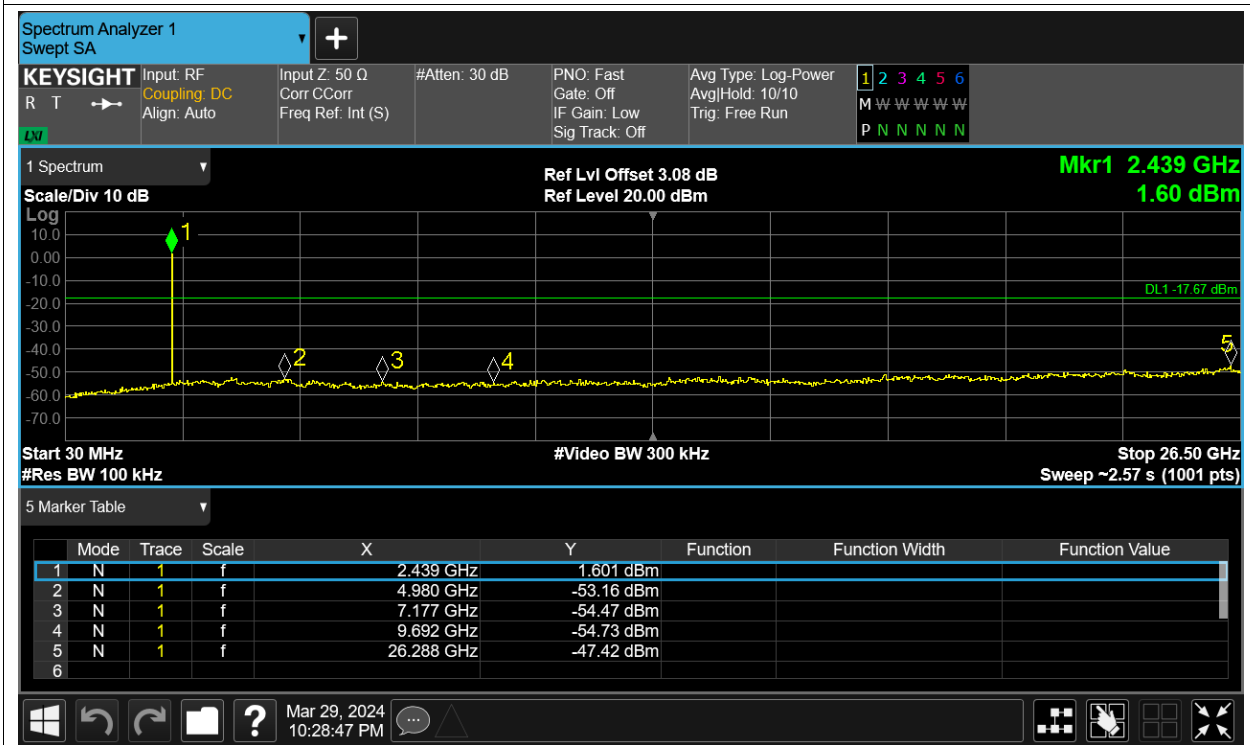 Spectrum Analyzer 1
Swept SA
KEYSIGHT
R T
LXI
Input: RF
Coupling: DC
Align: Auto
Input Z: 50 Ω
Corr CCorr
Freq Ref: Int (S)
#Atten: 30 dB
PNO: Fast
Gate: Off
IF Gain: Low
Sig Track: Off
Avg Type: Log-Power
Avg|Hold: 10/10
Trig: Free Run
1 2 3 4 5 6
M W W W W W
P N N N N N
1 Spectrum
Scale/Div 10 dB
Ref Lvl Offset 3.08 dB
Ref Level 20.00 dBm
Mkr1 2.439 GHz
1.60 dBm
Log
10.0
0.00
-10.0
-20.0
-30.0
-40.0
-50.0
-60.0
-70.0
1
2
3
4
5
DL1 -17.67 dBm
Start 30 MHz
#Video BW 300 kHz
Stop 26.50 GHz
#Res BW 100 kHz
Sweep ~2.57 s (1001 pts)
5 Marker Table
Mode Trace Scale X Y Function Function Width Function Value
1 N 1 f 2.439 GHz 1.601 dBm
2 N 1 f 4.980 GHz -53.16 dBm
3 N 1 f 7.177 GHz -54.47 dBm
4 N 1 f 9.692 GHz -54.73 dBm
5 N 1 f 26.288 GHz -47.42 dBm
6
?
Mar 29, 2024
10:28:47 PM